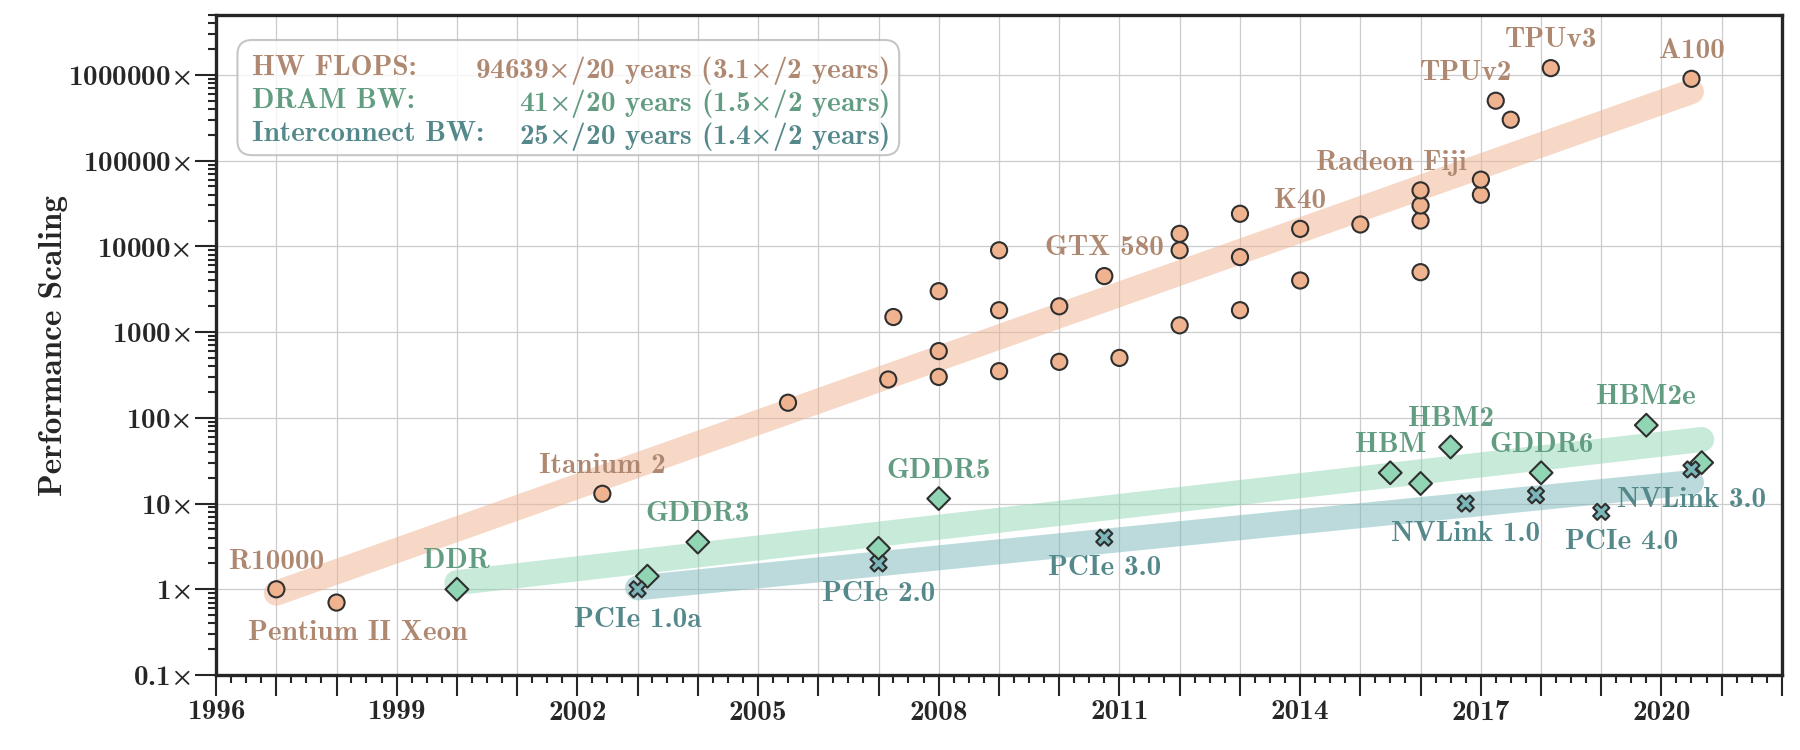 HW FLOPS: 94639×/20 years (3.1×/2 years)
DRAM BW: 41×/20 years (1.5×/2 years)
Interconnect BW: 25×/20 years (1.4×/2 years)
TPUv3
A100
TPUv2
Radeon Fiji
K40
GTX 580
HBM2e
HBM2
HBM
GDDR6
Itanium 2
GDDR5
NVLink 3.0
GDDR3
NVLink 1.0
PCIe 4.0
R10000
DDR
PCIe 3.0
PCIe 2.0
PCIe 1.0a
Pentium II Xeon
Performance Scaling
1000000×
100000×
10000×
1000×
100×
10×
1×
0.1×
1996 1999 2002 2005 2008 2011 2014 2017 2020